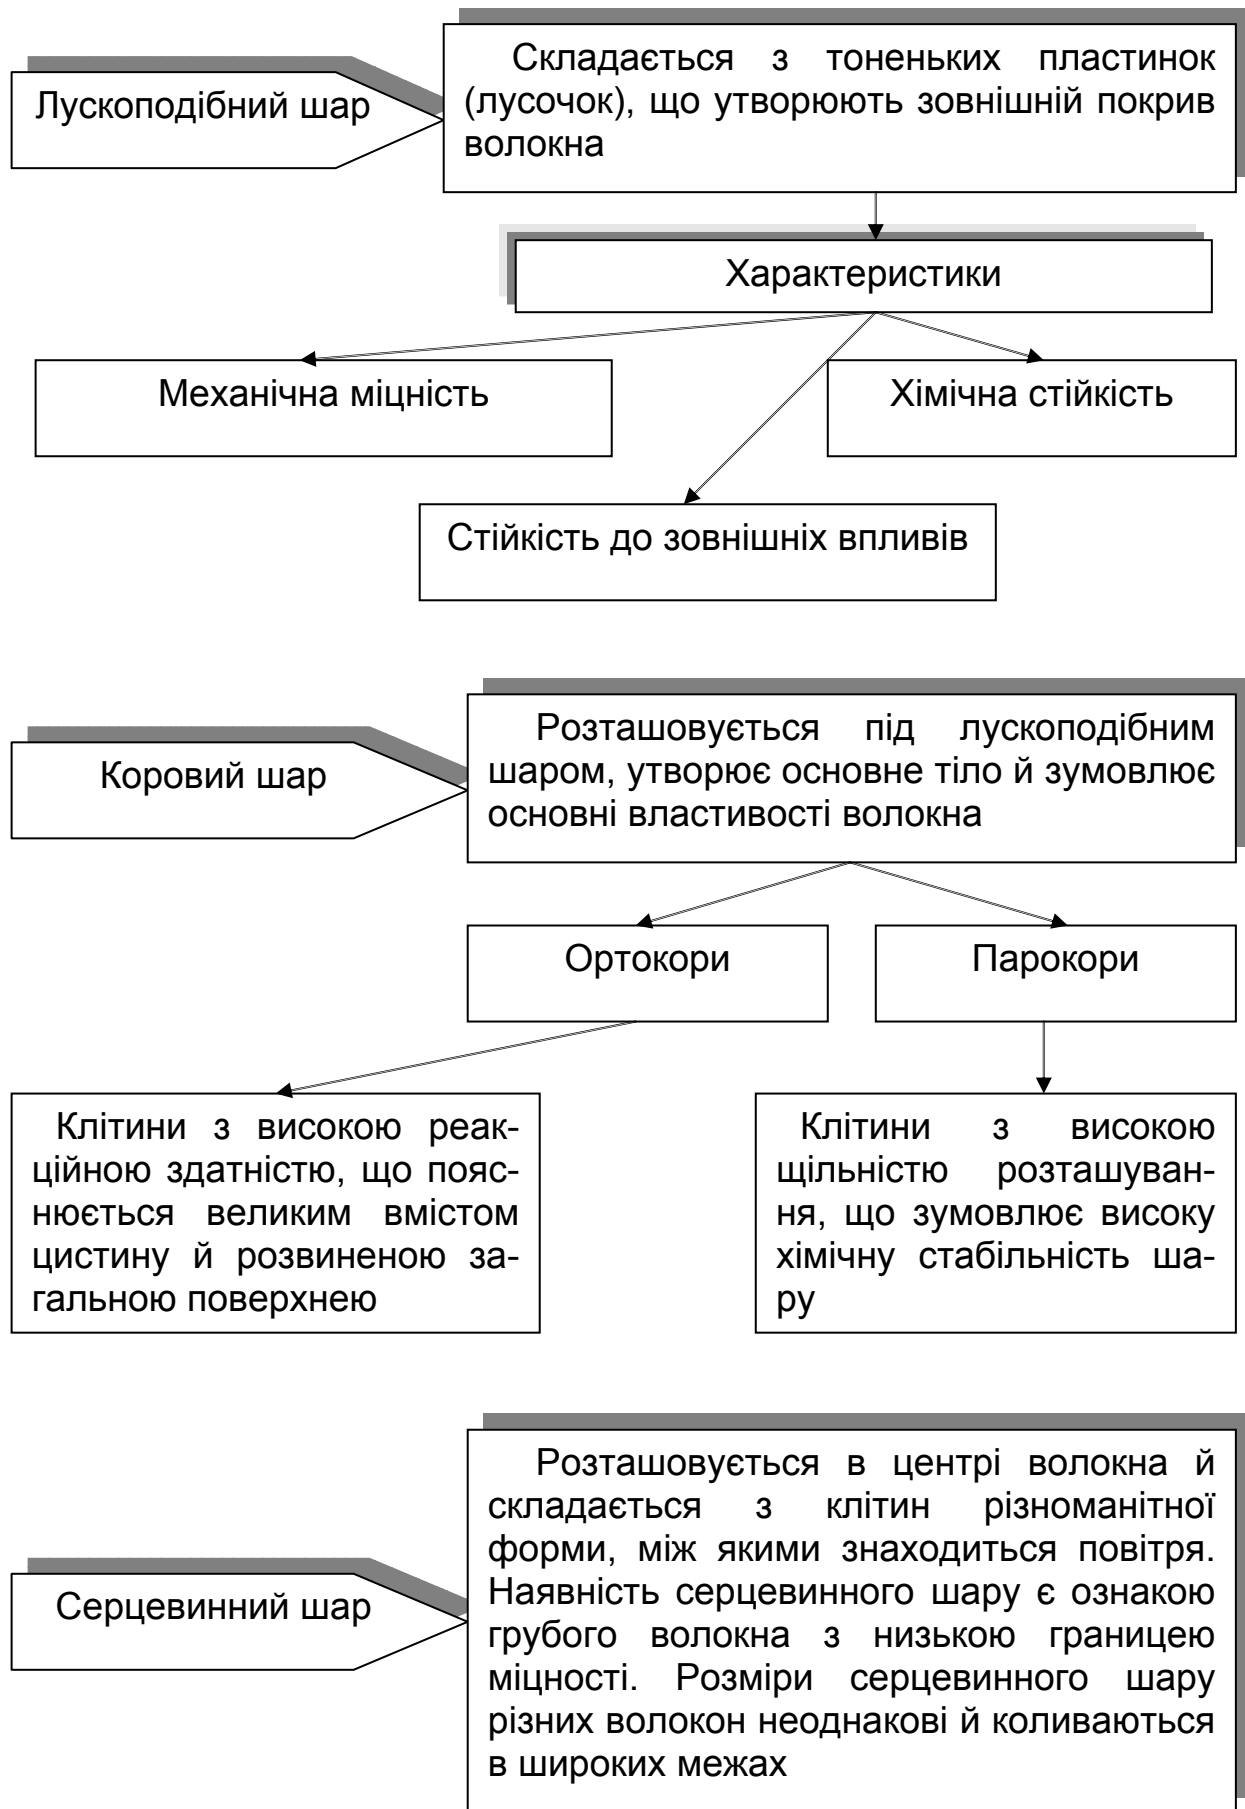 Лускоподібний шар
Складається з тоненьких пластинок
(лусочок), що утворюють зовнішній покрив
волокна
Характеристики
Механічна міцність
Хімічна стійкість
Стійкість до зовнішніх впливів
Коровий шар
Розташовується під лускоподібним
шаром, утворює основне тіло й зумовлює
основні властивості волокна
Ортокори
Парокори
Клітини з високою реак-
ційною здатністю, що пояс-
нюється великим вмістом
цистину й розвиненою за-
гальною поверхнею
Клітини з високою
щільністю розташуван-
ня, що зумовлює високу
хімічну стабільність ша-
ру
Серцевинний шар
Розташовується в центрі волокна й
складається з клітин різноманітної
форми, між якими знаходиться повітря.
Наявність серцевинного шару є ознакою
грубого волокна з низькою границею
міцності. Розміри серцевинного шару
різних волокон неоднакові й коливаються
в широких межах